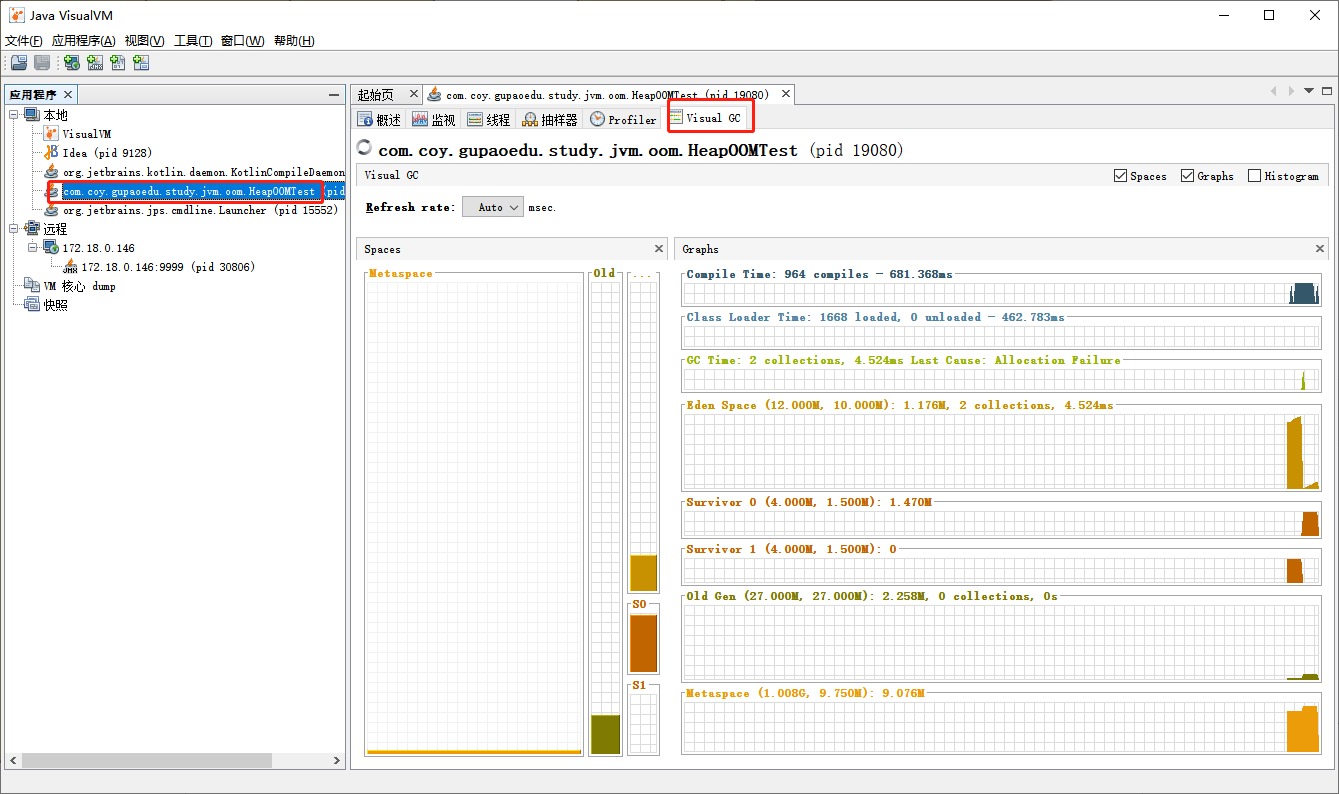 Java VisualVM
文件(F) 应用程序(A) 视图(V) 工具(T) 窗口(W) 帮助(H)
应用程序
本地
VisualVM
Idea (pid 9128)
org.jetbrains.kotlin.daemon.KotlinCompileDaemon
com.coy.gupaoedu.study.jvm.oom.HeapOOMTest (pid
org.jetbrains.jps.cmdline.Launcher (pid 15552)
远程
172.18.0.146
172.18.0.146:9999 (pid 30806)
VM 核心 dump
快照
起始页 com.coy.gupaoedu.study.jvm.oom.HeapOOMTest (pid 19080)
概述 监视 线程 抽样器 Profiler Visual GC
com.coy.gupaoedu.study.jvm.oom.HeapOOMTest (pid 19080)
Visual GC Spaces Graphs Histogram
Refresh rate: Auto msec.
Spaces
Metaspace Old ...
S0
S1
Graphs
Compile Time: 964 compiles - 681.368ms
Class Loader Time: 1668 loaded, 0 unloaded - 462.783ms
GC Time: 2 collections, 4.524ms Last Cause: Allocation Failure
Eden Space (12.000M, 10.000M): 1.176M, 2 collections, 4.524ms
Survivor 0 (4.000M, 1.500M): 1.470M
Survivor 1 (4.000M, 1.500M): 0
Old Gen (27.000M, 27.000M): 2.258M, 0 collections, 0s
Metaspace (1.008G, 9.750M): 9.076M